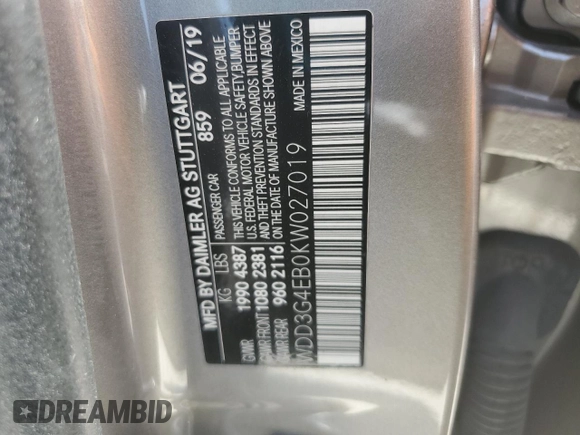 MFD BY DAIMLER AG STUTTGART
PASSENGER CAR 859 06/19
KG LBS
GVWR 1990 4387
GAWR FRONT 1080 2381
GAWR REAR 960 2116
THIS VEHICLE CONFORMS TO ALL APPLICABLE
U.S. FEDERAL MOTOR VEHICLE SAFETY,BUMPER
AND THEFT PREVENTION STANDARDS IN EFFECT
ON THE DATE OF MANUFACTURE SHOWN ABOVE
MADE IN MEXICO
WDD3G4EB0KW027019
DREAMBID